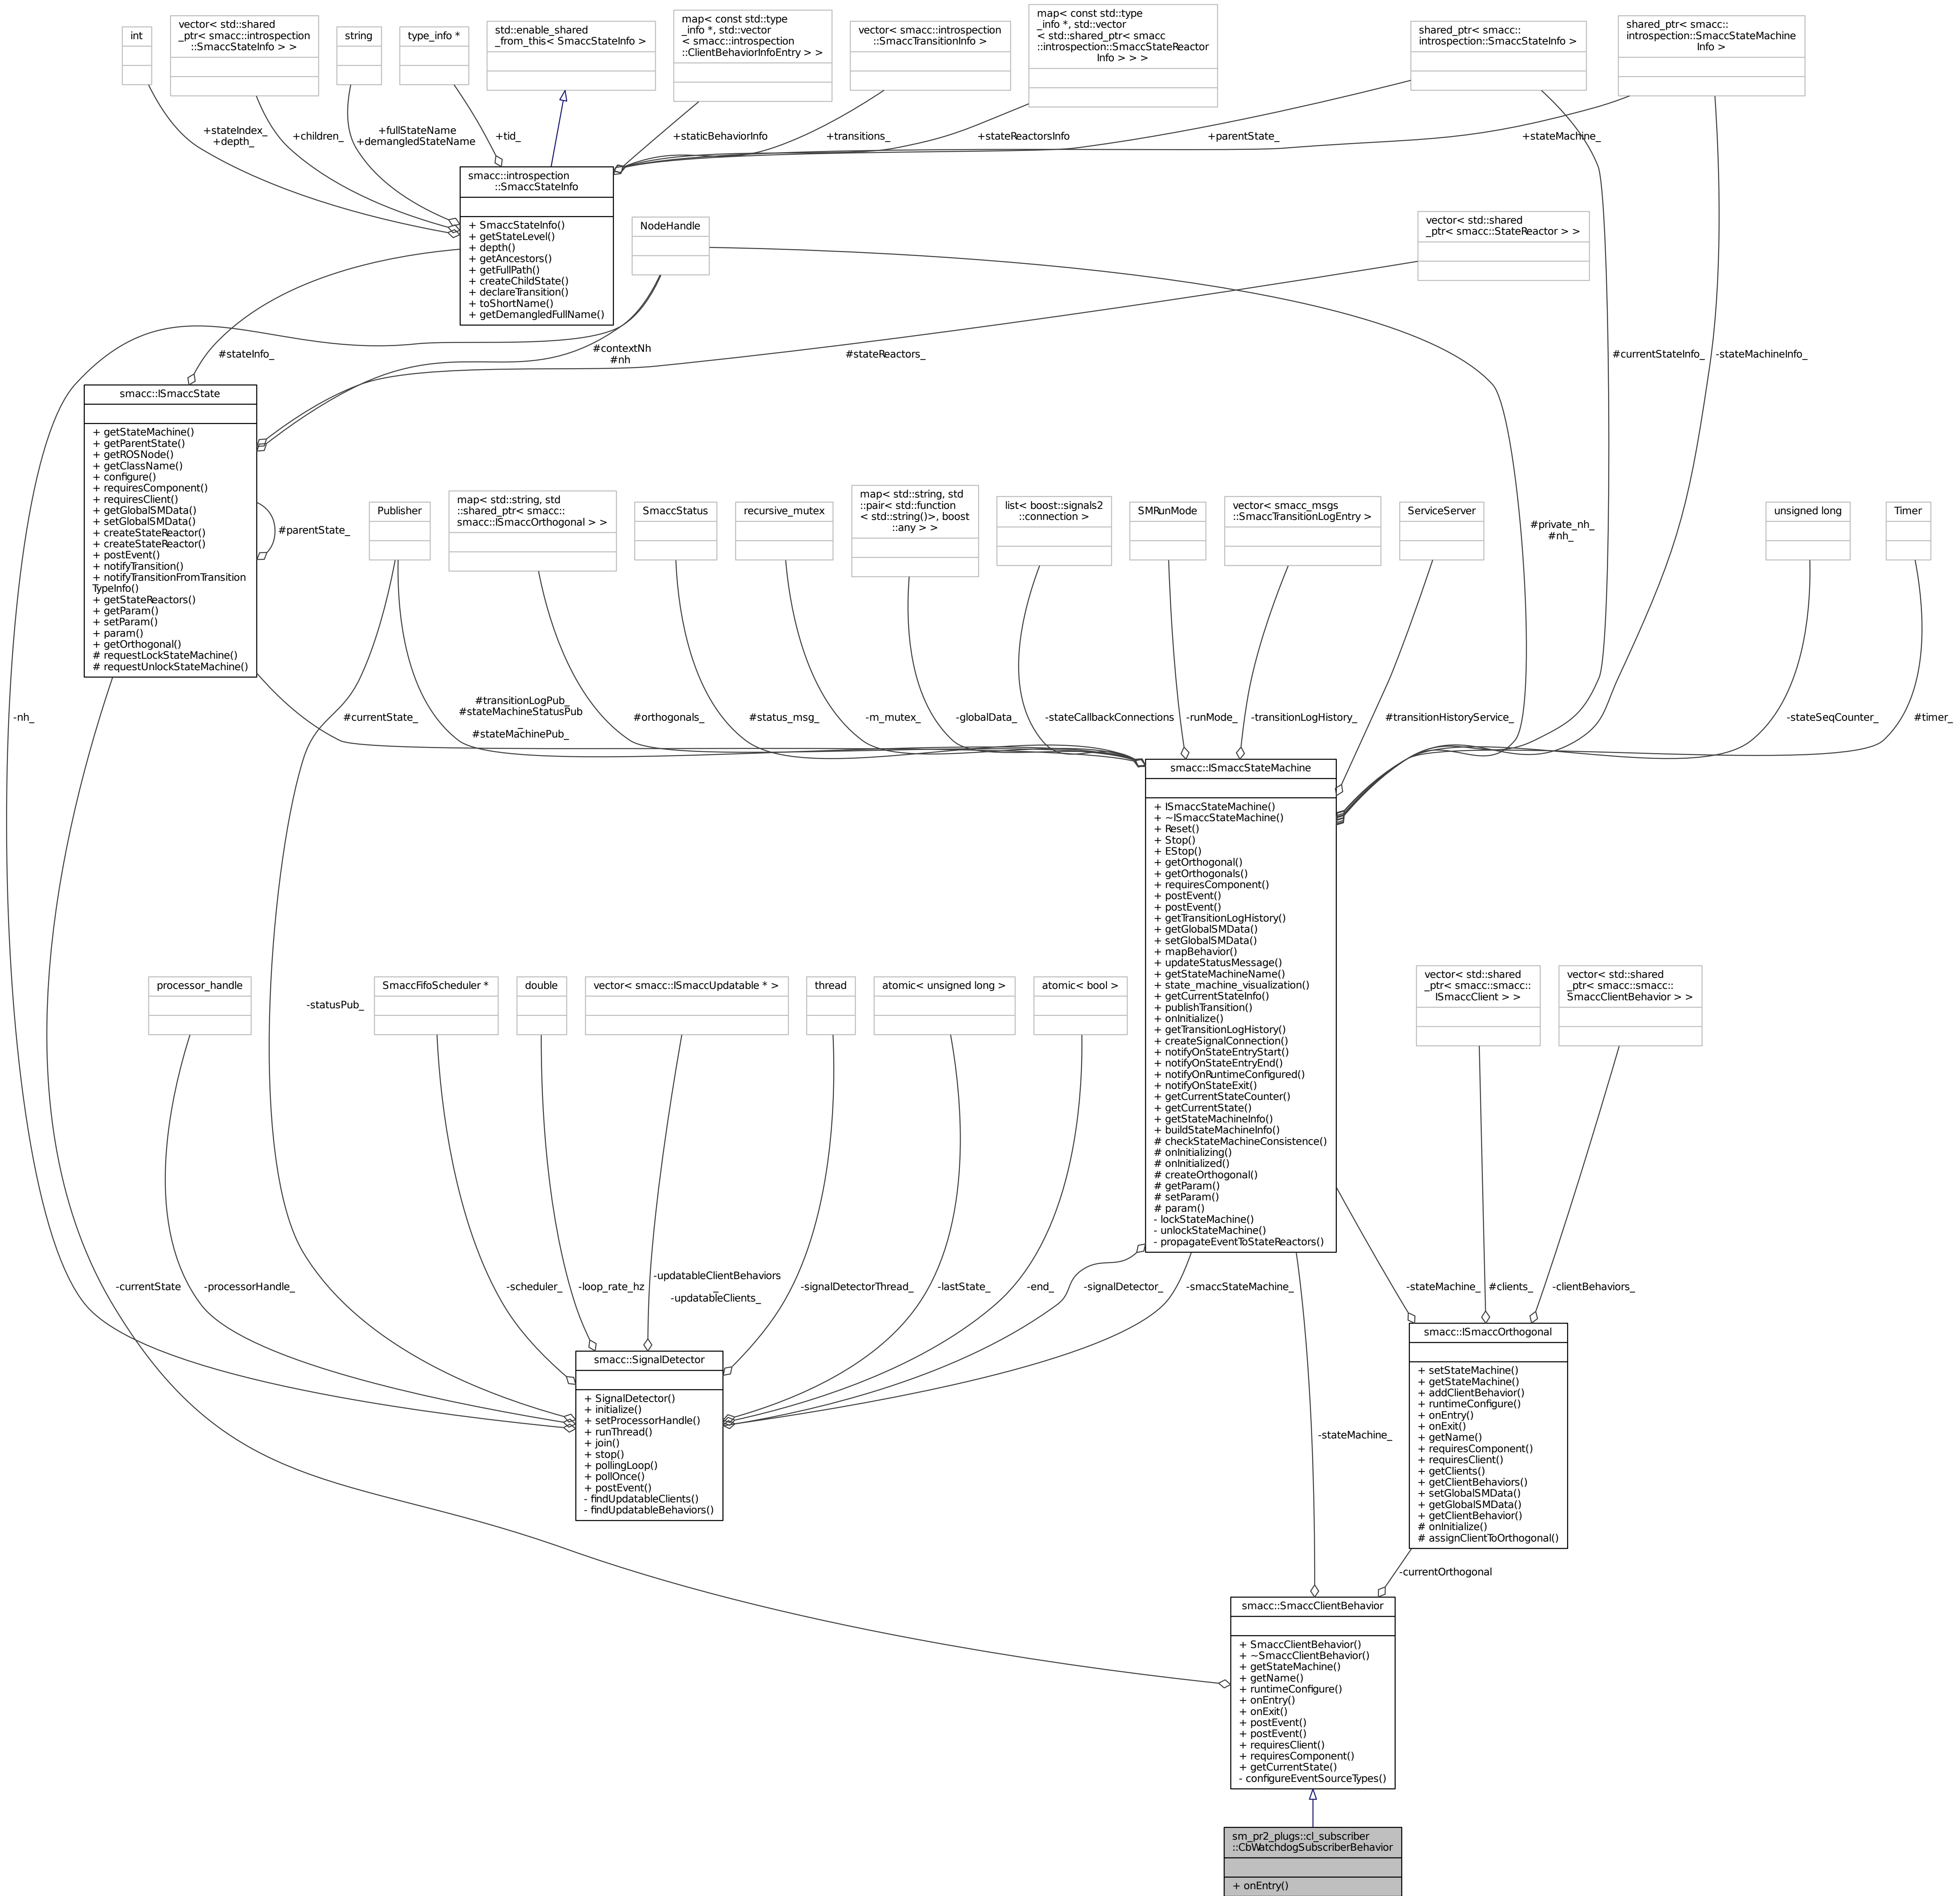 int
vector< std::shared
_ptr< smacc::introspection
::SmaccStateInfo > >
string
type_info *
std::enable_shared
_from_this< SmaccStateInfo >
map< const std::type
_info *, std::vector
< smacc::introspection
::ClientBehaviorInfoEntry > >
vector< smacc::introspection
::SmaccTransitionInfo >
map< const std::type
_info *, std::vector
< std::shared_ptr< smacc
::introspection::SmaccStateReactor
Info > > >
shared_ptr< smacc::
introspection::SmaccStateInfo >
shared_ptr< smacc::
introspection::SmaccStateMachine
Info >
+stateIndex_
+depth_
+children_
+fullStateName
+demangledStateName
+tid_
+staticBehaviorInfo
+transitions_
+stateReactorsInfo
+parentState_
+stateMachine_
smacc::introspection
::SmaccStateInfo
+ SmaccStateInfo()
+ getStateLevel()
+ depth()
+ getAncestors()
+ getFullPath()
+ createChildState()
+ declareTransition()
+ toShortName()
+ getDemangledFullName()
NodeHandle
vector< std::shared
_ptr< smacc::StateReactor > >
#stateInfo_
#contextNh
#nh
#stateReactors_
#currentStateInfo_
-stateMachineInfo_
smacc::ISmaccState
+ getStateMachine()
+ getParentState()
+ getROSNode()
+ getClassName()
+ configure()
+ requiresComponent()
+ requiresClient()
+ getGlobalSMData()
+ setGlobalSMData()
+ createStateReactor()
+ createStateReactor()
+ postEvent()
+ notifyTransition()
+ notifyTransitionFromTransition
TypeInfo()
+ getStateReactors()
+ getParam()
+ setParam()
+ param()
+ getOrthogonal()
# requestLockStateMachine()
# requestUnlockStateMachine()
#parentState_
Publisher
map< std::string, std
::shared_ptr< smacc::
smacc::ISmaccOrthogonal > >
SmaccStatus
recursive_mutex
map< std::string, std
::pair< std::function
< std::string()>, boost
::any > >
list< boost::signals2
::connection >
SMRunMode
vector< smacc_msgs
::SmaccTransitionLogEntry >
ServiceServer
#private_nh_
#nh_
unsigned long
Timer
-nh_
#currentState_
#transitionLogPub_
#stateMachineStatusPub
_
#stateMachinePub_
#orthogonals_
#status_msg_
-m_mutex_
-globalData_
-stateCallbackConnections
-runMode_
-transitionLogHistory_
#transitionHistoryService_
-stateSeqCounter_
#timer_
smacc::ISmaccStateMachine
+ ISmaccStateMachine()
+ ~ISmaccStateMachine()
+ Reset()
+ Stop()
+ EStop()
+ getOrthogonal()
+ getOrthogonals()
+ requiresComponent()
+ postEvent()
+ postEvent()
+ getTransitionLogHistory()
+ getGlobalSMData()
+ setGlobalSMData()
+ mapBehavior()
+ updateStatusMessage()
+ getStateMachineName()
+ state_machine_visualization()
+ getCurrentStateInfo()
+ publishTransition()
+ onInitialize()
+ getTransitionLogHistory()
+ createSignalConnection()
+ notifyOnStateEntryStart()
+ notifyOnStateEntryEnd()
+ notifyOnRuntimeConfigured()
+ notifyOnStateExit()
+ getCurrentStateCounter()
+ getCurrentState()
+ getStateMachineInfo()
+ buildStateMachineInfo()
# checkStateMachineConsistence()
# onInitializing()
# onInitialized()
# createOrthogonal()
# getParam()
# setParam()
# param()
- lockStateMachine()
- unlockStateMachine()
- propagateEventToStateReactors()
processor_handle
-statusPub_
SmaccFifoScheduler *
double
vector< smacc::ISmaccUpdatable * >
thread
atomic< unsigned long >
atomic< bool >
vector< std::shared
_ptr< smacc::smacc::
ISmaccClient > >
vector< std::shared
_ptr< smacc::smacc::
SmaccClientBehavior > >
-currentState
-processorHandle_
-scheduler_
-loop_rate_hz
-updatableClientBehaviors
_
-updatableClients_
-signalDetectorThread_
-lastState_
-end_
-signalDetector_
-smaccStateMachine_
-stateMachine_
#clients_
-clientBehaviors_
smacc::SignalDetector
+ SignalDetector()
+ initialize()
+ setProcessorHandle()
+ runThread()
+ join()
+ stop()
+ pollingLoop()
+ pollOnce()
+ postEvent()
- findUpdatableClients()
- findUpdatableBehaviors()
-stateMachine_
smacc::ISmaccOrthogonal
+ setStateMachine()
+ getStateMachine()
+ addClientBehavior()
+ runtimeConfigure()
+ onEntry()
+ onExit()
+ getName()
+ requiresComponent()
+ requiresClient()
+ getClients()
+ getClientBehaviors()
+ setGlobalSMData()
+ getGlobalSMData()
+ getClientBehavior()
# onInitialize()
# assignClientToOrthogonal()
-currentOrthogonal
smacc::SmaccClientBehavior
+ SmaccClientBehavior()
+ ~SmaccClientBehavior()
+ getStateMachine()
+ getName()
+ runtimeConfigure()
+ onEntry()
+ onExit()
+ postEvent()
+ postEvent()
+ requiresClient()
+ requiresComponent()
+ getCurrentState()
- configureEventSourceTypes()
sm_pr2_plugs::cl_subscriber
::CbWatchdogSubscriberBehavior
+ onEntry()